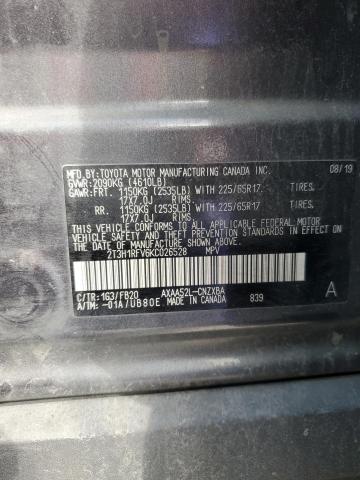 MFD. BY: TOYOTA MOTOR MANUFACTURING CANADA INC. 08/19
GVWR: 2090KG (4610LB)
GAWR: FRT. 1150KG (2535LB) WITH 225/65R17 TIRES,
17X7.0J RIMS,
RR. 1150KG (2535LB) WITH 225/65R17 TIRES,
17X7.0J RIMS,
THIS VEHICLE CONFORMS TO ALL APPLICABLE FEDERAL MOTOR
VEHICLE SAFETY AND BUMPER STANDARDS IN EFFECT ON THE DATE
OF MANUFACTURE SHOWN ABOVE.
2T3H1RFV6KC026528 MPV
C/TR: 1G3/FB20 AXAA52L-CNZXBA
A/TM: -01A/UB80E MADE IN CANADA 839 A